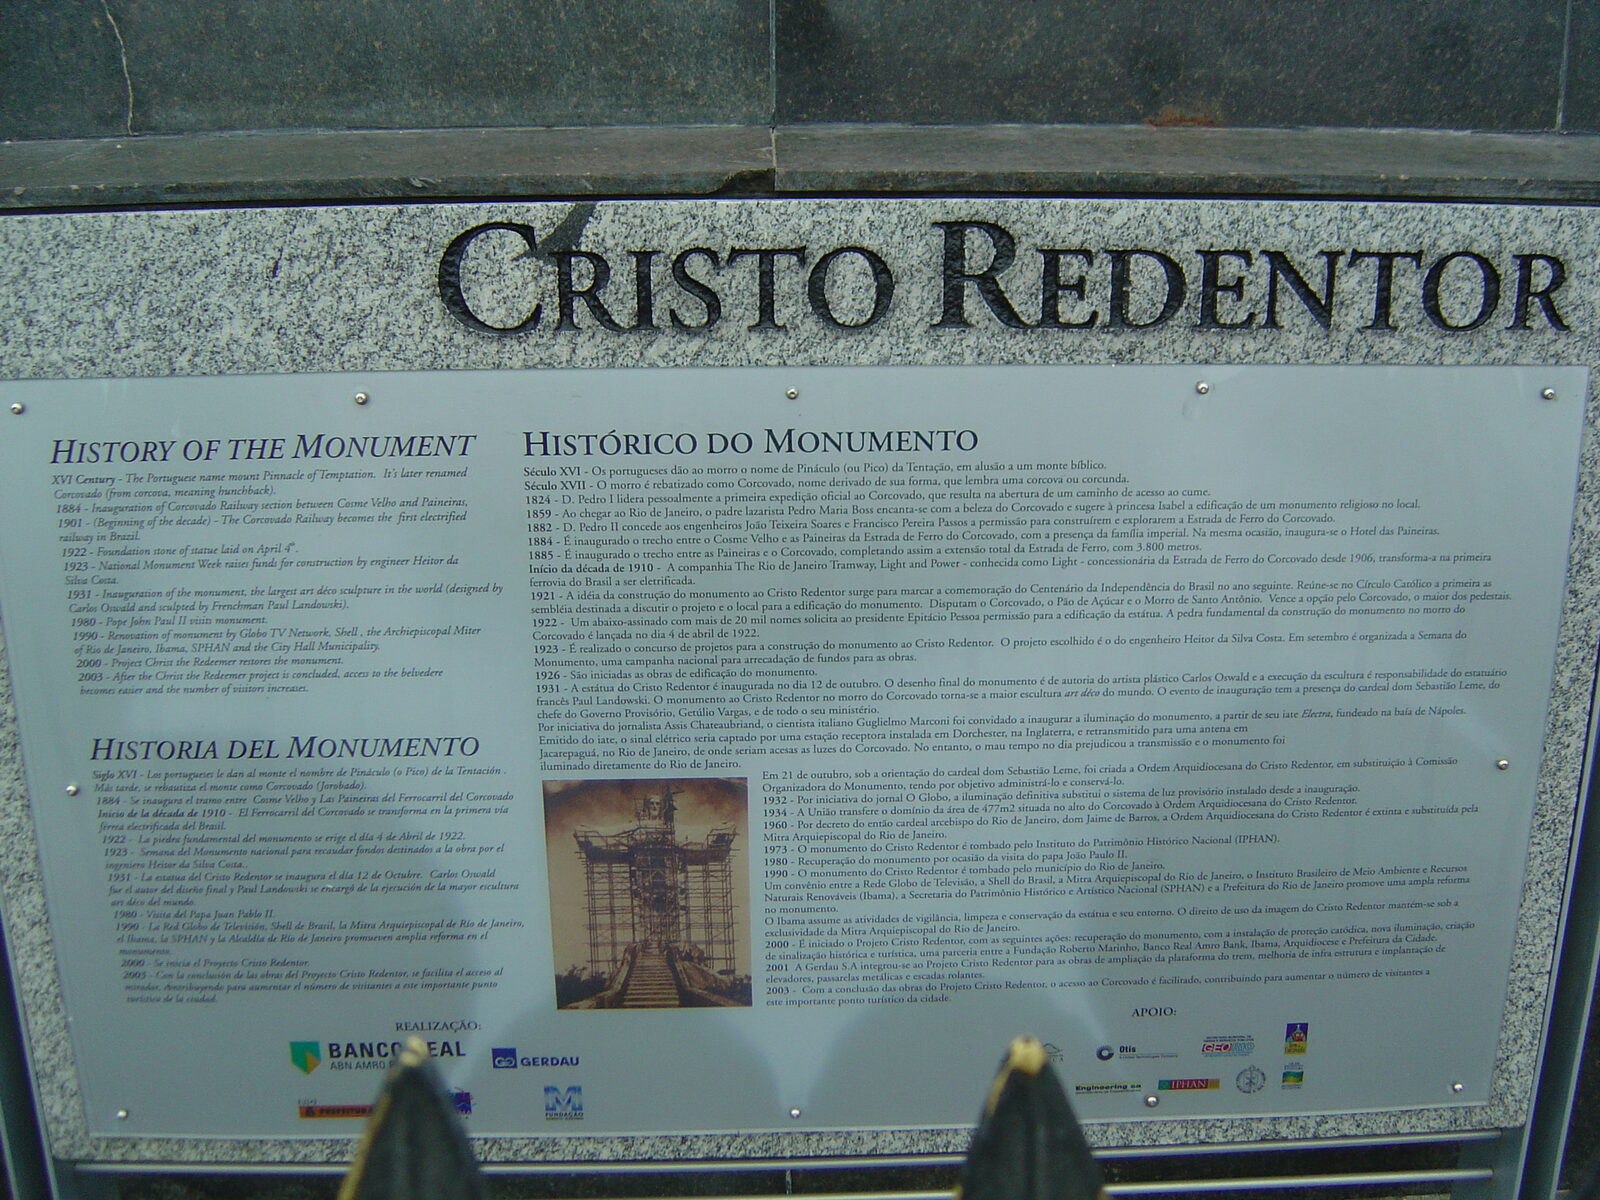 CRISTO REDENTOR
HISTORY OF THE MONUMENT
XVI Century - The Portuguese name mount Pinnacle of Temptation. It's later renamed
Corcovado (from corcova, meaning hunchback).
1884 - Inauguration of Corcovado Railway section between Cosme Velho and Paineiras,
1901 - (Beginning of the decade) - The Corcovado Railway becomes the first electrified
railway in Brazil.
1922 - Foundation stone of statue laid on April 4º.
1923 - National Monument Week raises funds for construction by engineer Heitor da
Silva Costa.
1931 - Inauguration of the monument, the largest art déco sculpture in the world (designed by
Carlos Oswald and sculpted by Frenchman Paul Landowski).
1980 - Pope John Paul II visits monument.
1990 - Renovation of monument by Globo TV Network, Shell , the Archiepiscopal Miter
of Rio de Janeiro, Ibama, SPHAN and the City Hall Municipality.
2000 - Project Christ the Redeemer restores the monument.
2003 - After the Christ the Redeemer project is concluded, access to the belvedere
becomes easier and the number of visitors increases.
HISTORIA DEL MONUMENTO
Siglo XVI - Los portugueses le dan al monte el nombre de Pináculo (o Pico) de la Tentación .
Más tarde, se rebautiza el monte como Corcovado (Jorobado).
1884 - Se inaugura el tramo entre Cosme Velho y Las Paineiras del Ferrocarril del Corcovado
Inicio de la década de 1910 - El Ferrocarril del Corcovado se transforma en la primera vía
férrea electrificada del Brasil.
1922 - La piedra fundamental del monumento se erige el día 4 de Abril de 1922.
1923 - Semana del Monumento nacional para recaudar fondos destinados a la obra por el
ingeniero Heitor da Silva Costa..
1931 - La estatua del Cristo Redentor se inaugura el día 12 de Octubre. Carlos Oswald
fue el autor del diseño final y Paul Landowski se encargó de la ejecución de la mayor escultura
art déco del mundo.
1980 - Visita del Papa Juan Pablo II.
1990 - La Red Globo de Televisión, Shell de Brasil, la Mitra Arquiepiscopal de Río de Janeiro,
el Ibama, la SPHAN y la Alcaldía de Río de Janeiro promueven amplia reforma en el
monumento.
2000 - Se inicia el Proyecto Cristo Redentor.
2003 - Con la conclusión de las obras del Proyecto Cristo Redentor, se facilita el acceso al
mirador, contribuyendo para aumentar el número de visitantes a este importante punto
turístico de la ciudad.
HISTÓRICO DO MONUMENTO
Século XVI - Os portugueses dão ao morro o nome de Pináculo (ou Pico) da Tentação, em alusão a um monte bíblico.
Século XVII - O morro é rebatizado como Corcovado, nome derivado de sua forma, que lembra uma corcova ou corcunda.
1824 - D. Pedro I lidera pessoalmente a primeira expedição oficial ao Corcovado, que resulta na abertura de um caminho de acesso ao cume.
1859 - Ao chegar ao Rio de Janeiro, o padre lazarista Pedro Maria Boss encanta-se com a beleza do Corcovado e sugere à princesa Isabel a edificação de um monumento religioso no local.
1882 - D. Pedro II concede aos engenheiros João Teixeira Soares e Francisco Pereira Passos a permissão para construírem e explorarem a Estrada de Ferro do Corcovado.
1884 - É inaugurado o trecho entre o Cosme Velho e as Paineiras da Estrada de Ferro do Corcovado, com a presença da família imperial. Na mesma ocasião, inaugura-se o Hotel das Paineiras.
1885 - É inaugurado o trecho entre as Paineiras e o Corcovado, completando assim a extensão total da Estrada de Ferro, com 3.800 metros.
Início da década de 1910 - A companhia The Rio de Janeiro Tramway, Light and Power - conhecida como Light - concessionária da Estrada de Ferro do Corcovado desde 1906, transforma-a na primeira
ferrovia do Brasil a ser eletrificada.
1921 - A idéia da construção do monumento ao Cristo Redentor surge para marcar a comemoração do Centenário da Independência do Brasil no ano seguinte. Reúne-se no Círculo Católico a primeira as
sembléia destinada a discutir o projeto e o local para a edificação do monumento. Disputam o Corcovado, o Pão de Açúcar e o Morro de Santo Antônio. Vence a opção pelo Corcovado, o maior dos pedestais.
1922 - Um abaixo-assinado com mais de 20 mil nomes solicita ao presidente Epitácio Pessoa permissão para a edificação da estátua. A pedra fundamental da construção do monumento no morro do
Corcovado é lançada no dia 4 de abril de 1922.
1923 - É realizado o concurso de projetos para a construção do monumento ao Cristo Redentor. O projeto escolhido é o do engenheiro Heitor da Silva Costa. Em setembro é organizada a Semana do
Monumento, uma campanha nacional para arrecadação de fundos para as obras.
1926 - São iniciadas as obras de edificação do monumento.
1931 - A estátua do Cristo Redentor é inaugurada no dia 12 de outubro. O desenho final do monumento é de autoria do artista plástico Carlos Oswald e a execução da escultura é responsabilidade do estatuário
francês Paul Landowski. O monumento ao Cristo Redentor no morro do Corcovado torna-se a maior escultura art déco do mundo. O evento de inauguração tem a presença do cardeal dom Sebastião Leme, do
chefe do Governo Provisório, Getúlio Vargas, e de todo o seu ministério.
Por iniciativa do jornalista Assis Chateaubriand, o cientista italiano Guglielmo Marconi foi convidado a inaugurar a iluminação do monumento, a partir de seu iate Electra, fundeado na baía de Nápoles.
Emitido do iate, o sinal elétrico seria captado por uma estação receptora instalada em Dorchester, na Inglaterra, e retransmitido para uma antena em
Jacarepaguá, no Rio de Janeiro, de onde seriam acesas as luzes do Corcovado. No entanto, o mau tempo no dia prejudicou a transmissão e o monumento foi
iluminado diretamente do Rio de Janeiro.
Em 21 de outubro, sob a orientação do cardeal dom Sebastião Leme, foi criada a Ordem Arquidiocesana do Cristo Redentor, em substituição à Comissão
Organizadora do Monumento, tendo por objetivo administrá-lo e conservá-lo.
1932 - Por iniciativa do jornal O Globo, a iluminação definitiva substitui o sistema de luz provisório instalado desde a inauguração.
1934 - A União transfere o domínio da área de 477m2 situada no alto do Corcovado à Ordem Arquidiocesana do Cristo Redentor.
1960 - Por decreto do então cardeal arcebispo do Rio de Janeiro, dom Jaime de Barros, a Ordem Arquidiocesana do Cristo Redentor é extinta e substituída pela
Mitra Arquiepiscopal do Rio de Janeiro.
1973 - O monumento do Cristo Redentor é tombado pelo Instituto do Patrimônio Histórico Nacional (IPHAN).
1980 - Recuperação do monumento por ocasião da visita do papa João Paulo II.
1990 - O monumento do Cristo Redentor é tombado pelo município do Rio de Janeiro.
Um convênio entre a Rede Globo de Televisão, a Shell do Brasil, a Mitra Arquiepiscopal do Rio de Janeiro, o Instituto Brasileiro de Meio Ambiente e Recursos
Naturais Renováveis (Ibama), a Secretaria do Patrimônio Histórico e Artístico Nacional (SPHAN) e a Prefeitura do Rio de Janeiro promove uma ampla reforma
no monumento.
O Ibama assume as atividades de vigilância, limpeza e conservação da estátua e seu entorno. O direito de uso da imagem do Cristo Redentor mantém-se sob a
exclusividade da Mitra Arquiepiscopal do Rio de Janeiro.
2000 - É iniciado o Projeto Cristo Redentor, com as seguintes ações: recuperação do monumento, com a instalação de proteção catódica, nova iluminação, criação
de sinalização histórica e turística, uma parceria entre a Fundação Roberto Marinho, Banco Real Amro Bank, Ibama, Arquidiocese e Prefeitura da Cidade.
2001 A Gerdau S.A integrou-se ao Projeto Cristo Redentor para as obras de ampliação da plataforma do trem, melhoria de infra estrutura e implantação de
elevadores, passarelas metálicas e escadas rolantes.
2003 - Com a conclusão das obras do Projeto Cristo Redentor, o acesso ao Corcovado é facilitado, contribuindo para aumentar o número de visitantes a
este importante ponto turístico da cidade.
REALIZAÇÃO:
BANCO REAL
ABN AMRO
GERDAU
PREFEITURA
FUNDAÇÃO
APOIO:
Otis
GEORIO
Engineering sa
IPHAN